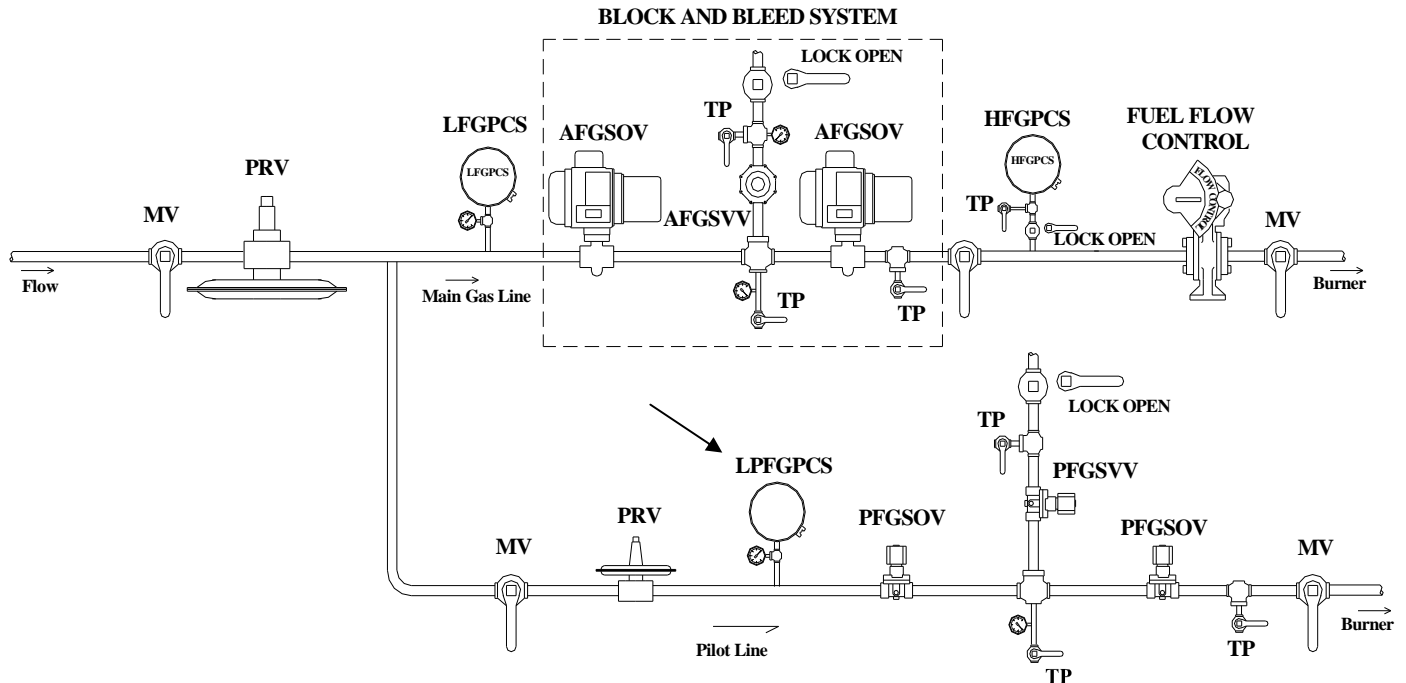 BLOCK AND BLEED SYSTEM
LOCK OPEN
TP
LFGPCS
AFGSOV
AFGSOV
HFGPCS
FUEL FLOW
CONTROL
PRV
LFGPCS
HFGPCS
FLOW CONTROL
MV
AFGSVV
TP
LOCK OPEN
MV
Flow
Main Gas Line
TP
TP
Burner
LOCK OPEN
TP
LPFGPCS
PFGSVV
PRV
PFGSOV
PFGSOV
MV
MV
Pilot Line
TP
TP
Burner